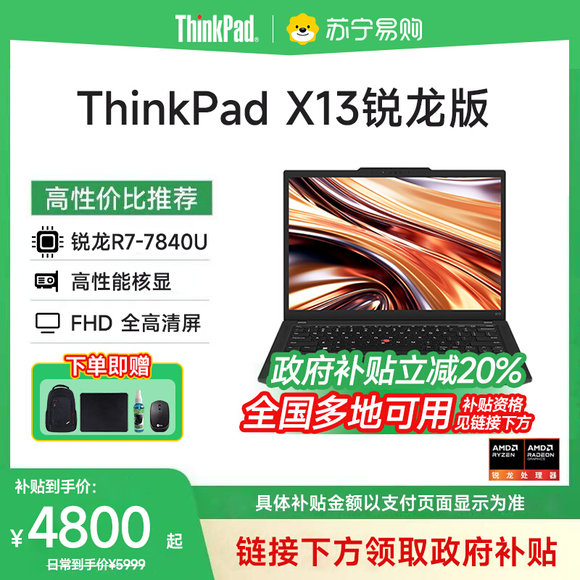 ThinkPad® 苏宁易购
ThinkPad X13锐龙版
高性价比推荐
锐龙R7-7840U
高性能核显
FHD 全高清屏
下单即赠
政府补贴立减20%
全国多地可用
补贴资格
见链接下方
AMD
RYZEN
AMD
RADEON
GRAPHICS
锐龙处理器
补贴到手价：
¥4800起
日常到手价¥5999
具体补贴金额以支付页面显示为准
链接下方领取政府补贴